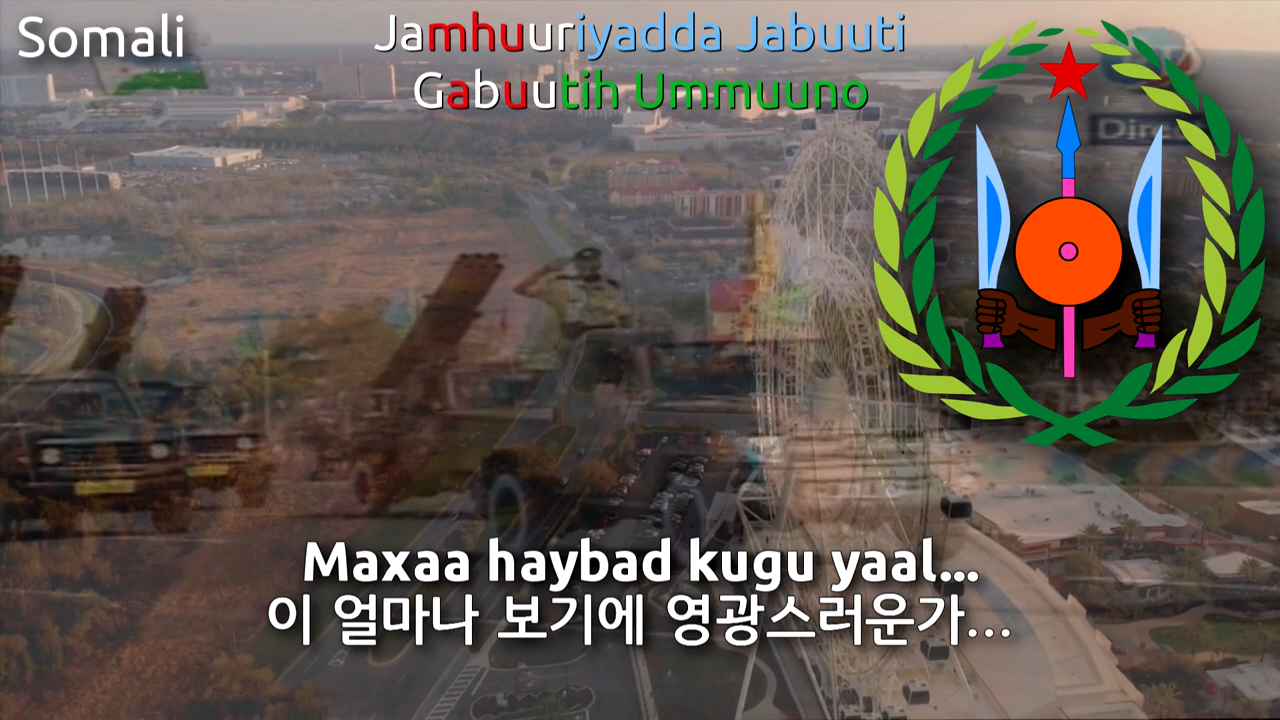 Somali
Jamhuuriyadda Jabuuti
Gabuutih Ummuuno
Maxaa haybad kugu yaal...
이 얼마나 보기에 영광스러운가...